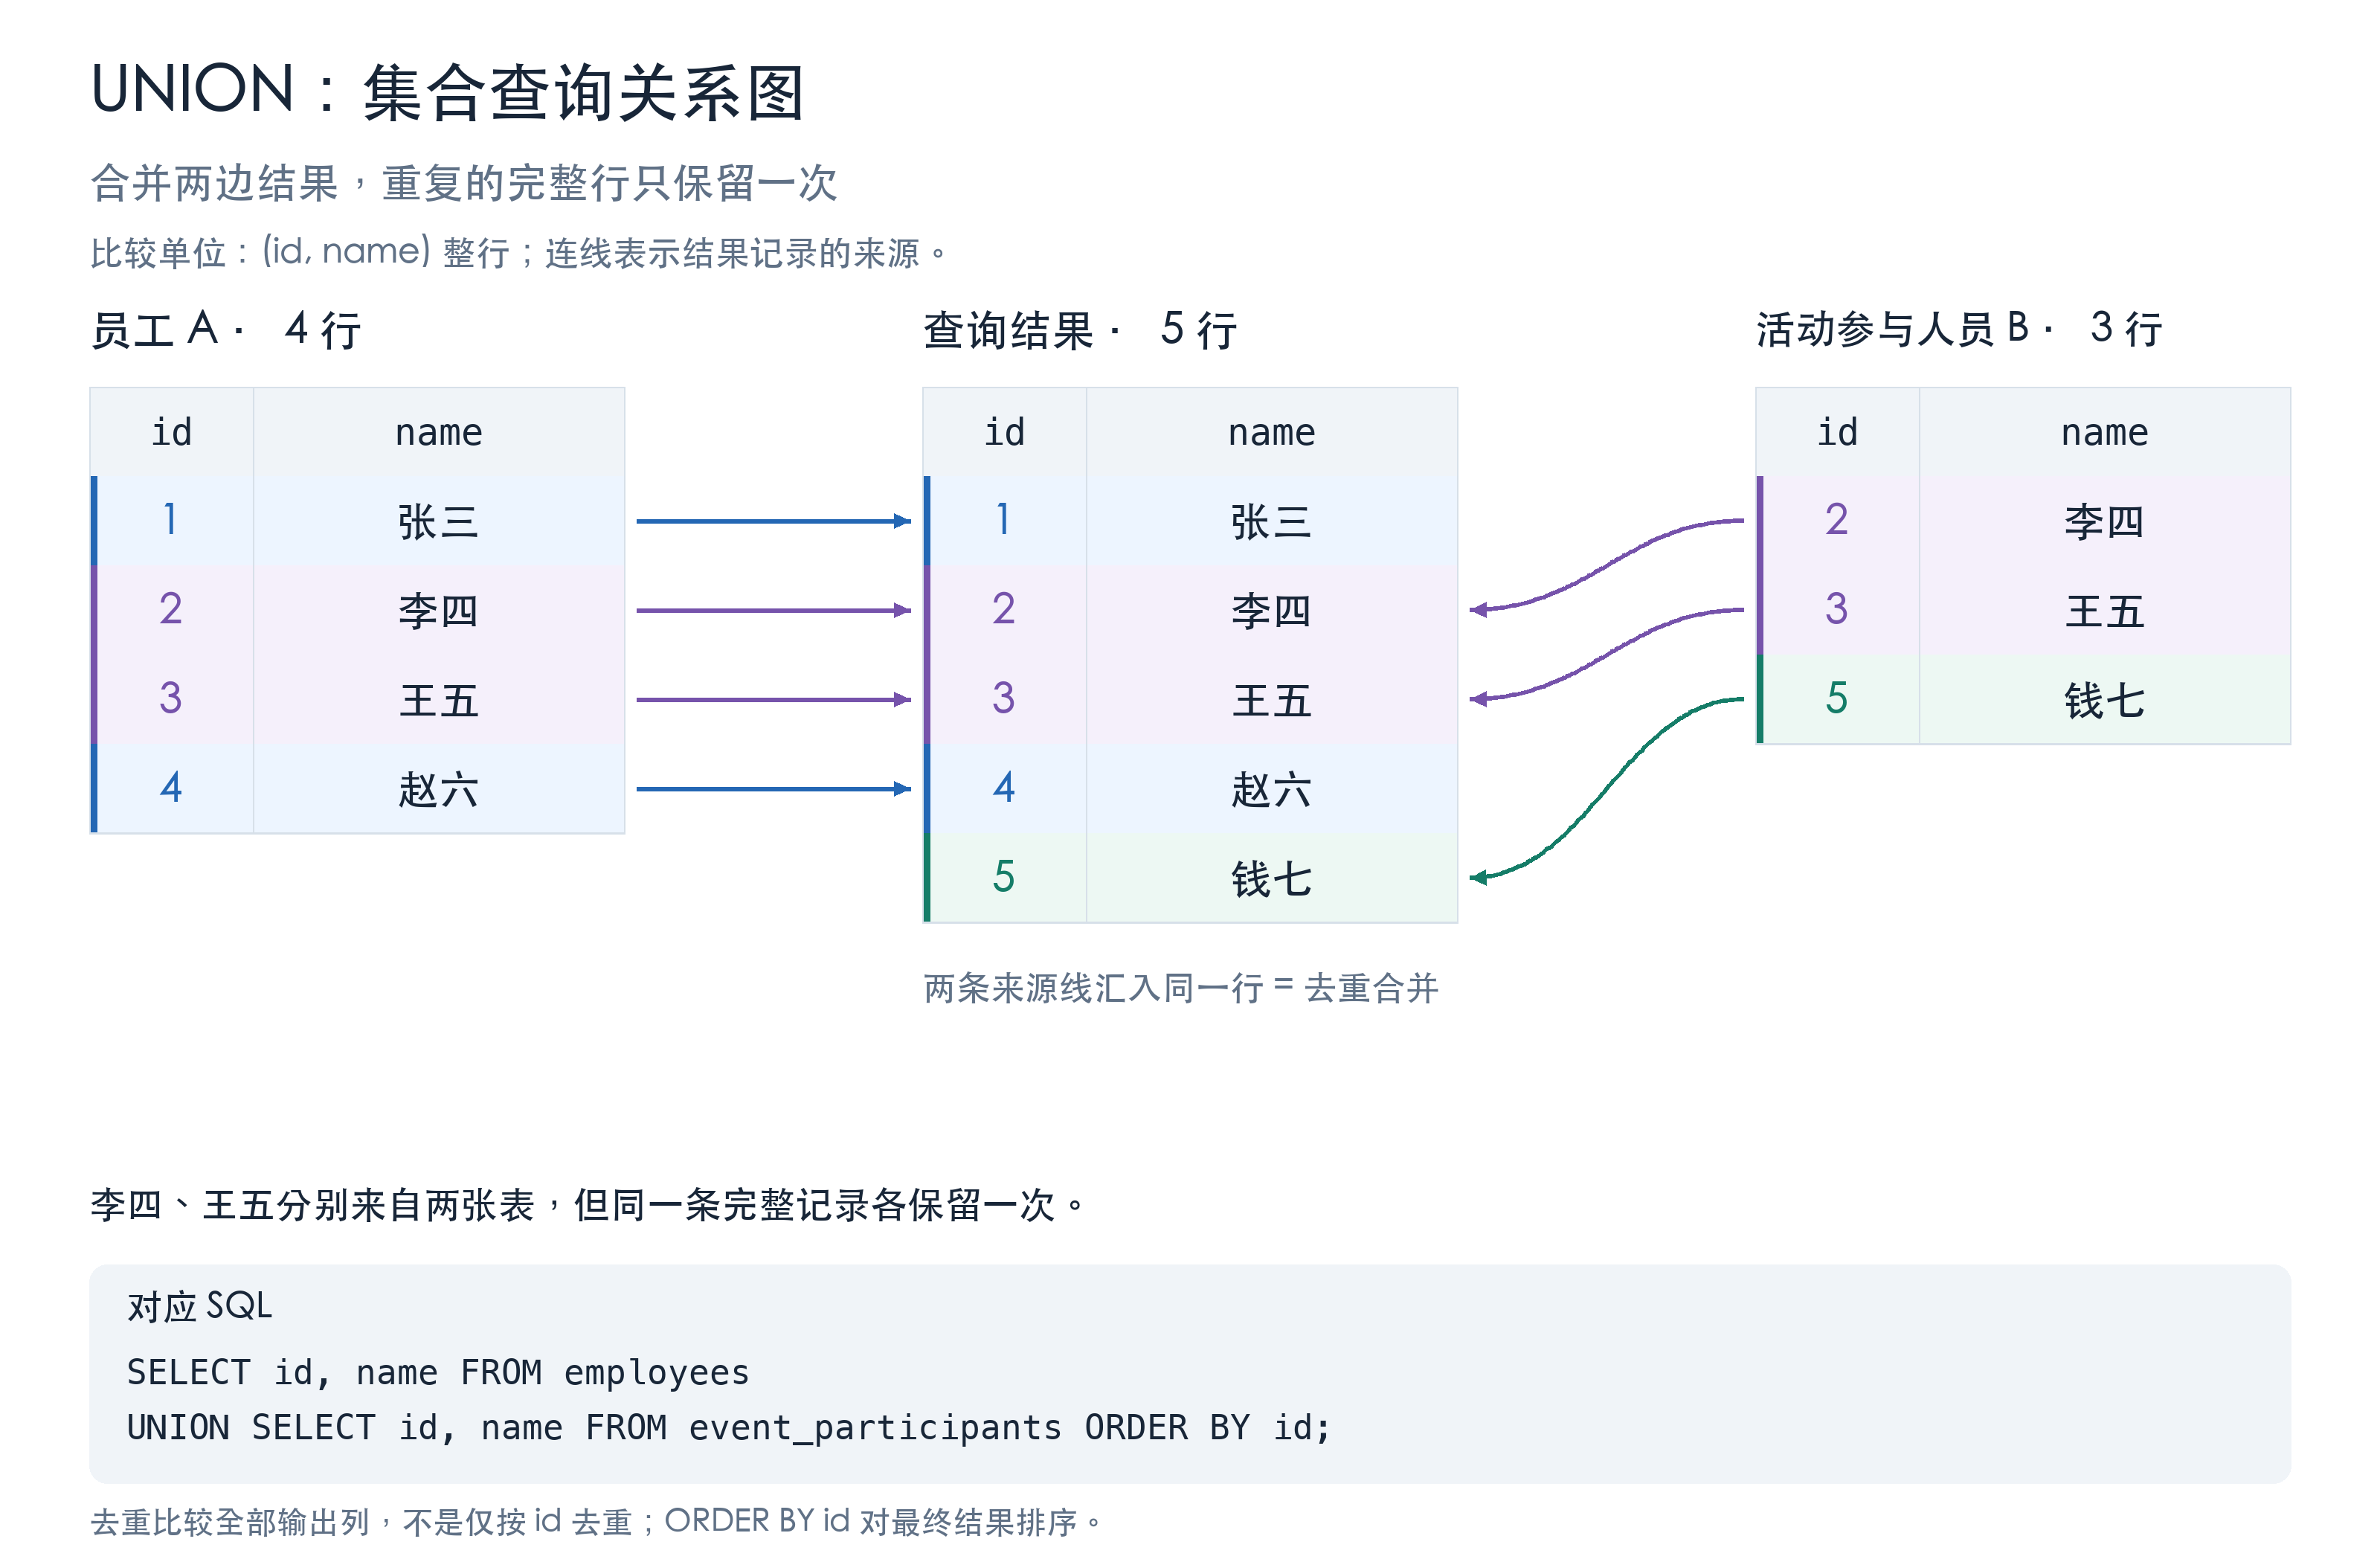 UNION：集合查询关系图
合并两边结果，重复的完整行只保留一次
比较单位：(id, name) 整行；连线表示结果记录的来源。
员工 A · 4 行
id name
1 张三
2 李四
3 王五
4 赵六
查询结果 · 5 行
id name
1 张三
2 李四
3 王五
4 赵六
5 钱七
两条来源线汇入同一行 = 去重合并
活动参与人员 B · 3 行
id name
2 李四
3 王五
5 钱七
李四、王五分别来自两张表，但同一条完整记录各保留一次。
对应 SQL
SELECT id, name FROM employees
UNION SELECT id, name FROM event_participants ORDER BY id;
去重比较全部输出列，不是仅按 id 去重；ORDER BY id 对最终结果排序。